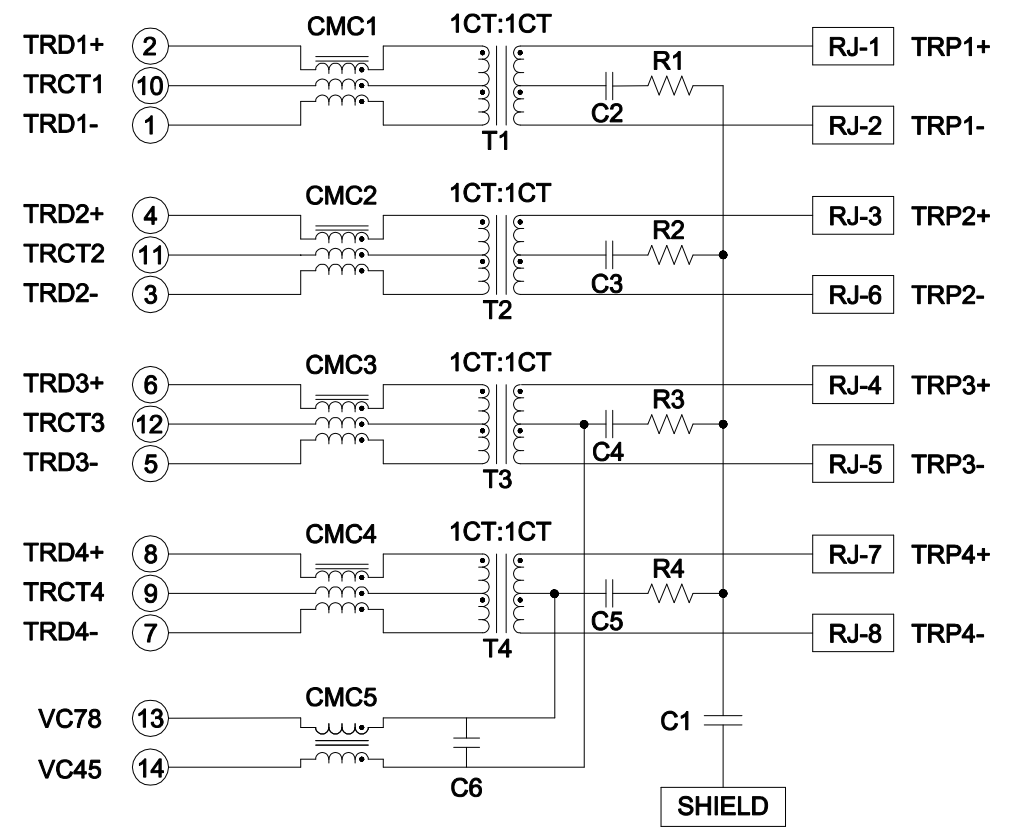 CMC1 1CT:1CT
TRD1+ 2 RJ-1 TRP1+
R1
TRCT1 10
C2
TRD1- 1 RJ-2 TRP1-
T1
CMC2 1CT:1CT
TRD2+ 4 RJ-3 TRP2+
R2
TRCT2 11
C3
TRD2- 3 RJ-6 TRP2-
T2
CMC3 1CT:1CT
TRD3+ 6 RJ-4 TRP3+
R3
TRCT3 12
C4
TRD3- 5 RJ-5 TRP3-
T3
CMC4 1CT:1CT
TRD4+ 8 RJ-7 TRP4+
R4
TRCT4 9
C5
TRD4- 7 RJ-8 TRP4-
T4
CMC5
VC78 13 C1
VC45 14
C6
SHIELD